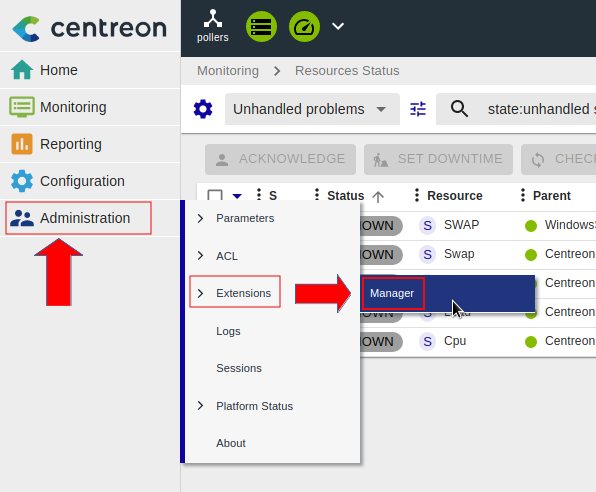 centreon
pollers
Home
Monitoring
Reporting
Configuration
Administration
Monitoring > Resources Status
Unhandled problems
state:unhandled s
ACKNOWLEDGE
SET DOWNTIME
CHEC
S Status Resource Parent
OWN S SWAP Windows
S Swap Centreon
Centreon
OWN Centreon
OWN S Cpu Centreon
Parameters
ACL
Extensions
Manager
Logs
Sessions
Platform Status
About